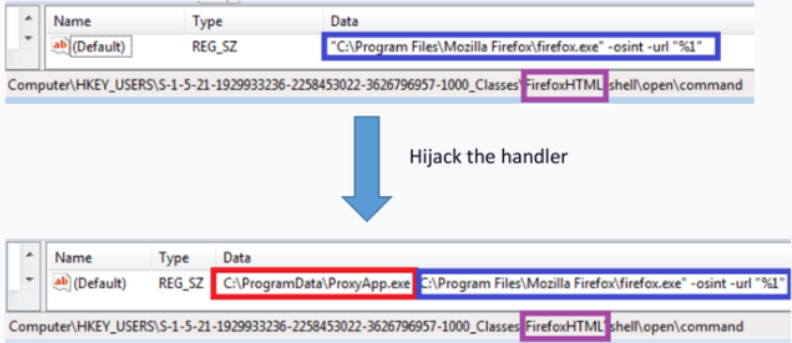 Name Type Data
ab (Default) REG_SZ "C:\Program Files\Mozilla Firefox\firefox.exe" -osint -url "%1"
Computer\HKEY_USERS\S-1-5-21-1929933236-2258453022-3626796957-1000_Classes\FirefoxHTML\shell\open\command
Hijack the handler
Name Type Data
ab (Default) REG_SZ C:\ProgramData\ProxyApp.exe C:\Program Files\Mozilla Firefox\firefox.exe" -osint -url "%1"
Computer\HKEY_USERS\S-1-5-21-1929933236-2258453022-3626796957-1000_Classes\FirefoxHTML\shell\open\command